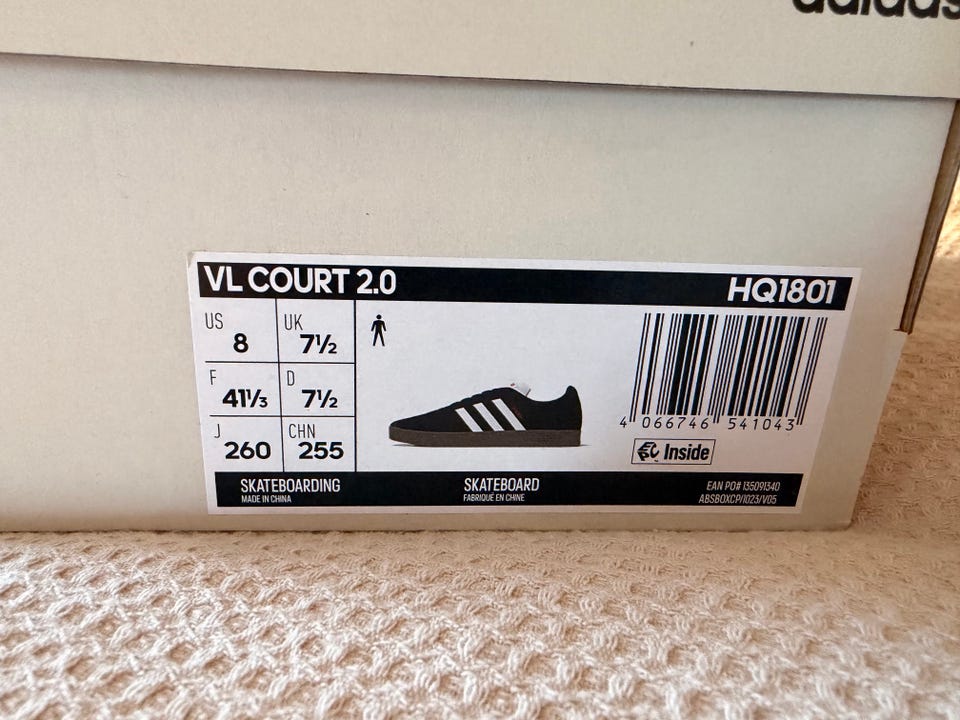 adidas
VL COURT 2.0 HQ1801
US 8 UK 7½
F 41⅓ D 7½
J 260 CHN 255
4 066746 541043
Inside
SKATEBOARDING SKATEBOARD EAN PO# 135091340
MADE IN CHINA FABRIQUÉ EN CHINE ABSBOXCP/1023/V05